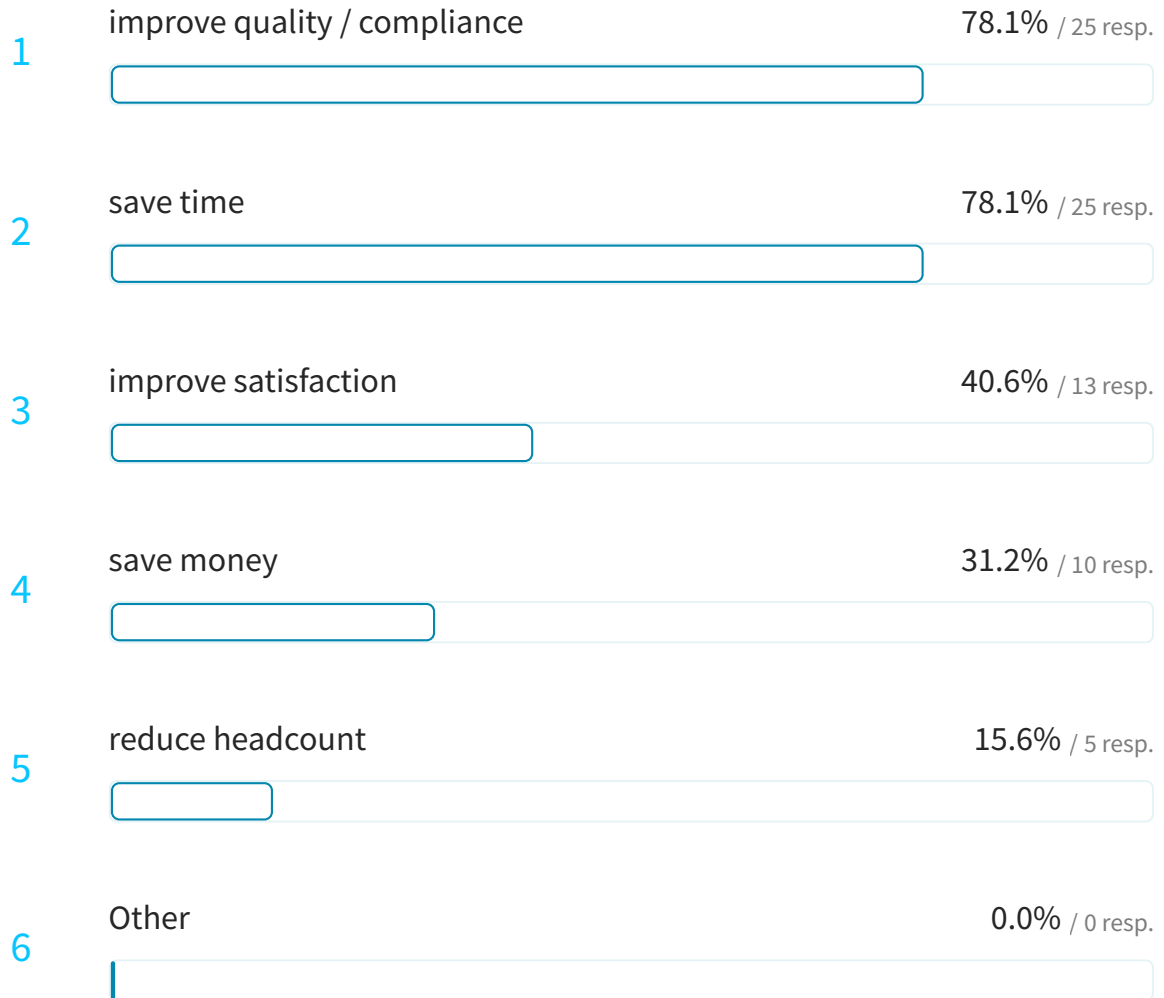 1
improve quality / compliance 78.1% / 25 resp.
2
save time 78.1% / 25 resp.
3
improve satisfaction 40.6% / 13 resp.
4
save money 31.2% / 10 resp.
5
reduce headcount 15.6% / 5 resp.
6
Other 0.0% / 0 resp.